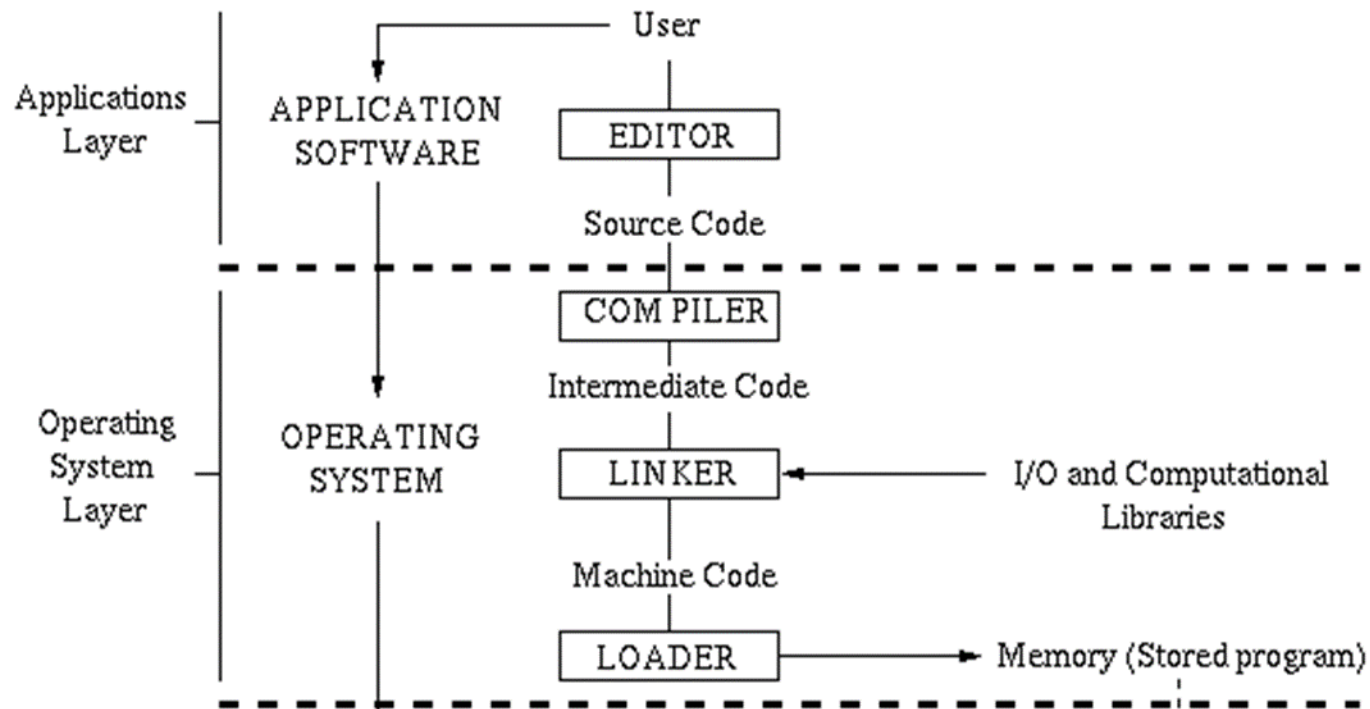 User
Applications
Layer
APPLICATION
SOFTWARE
EDITOR
Source Code
COMPILER
Intermediate Code
Operating
System
Layer
OPERATING
SYSTEM
LINKER
I/O and Computational
Libraries
Machine Code
LOADER
Memory (Stored program)